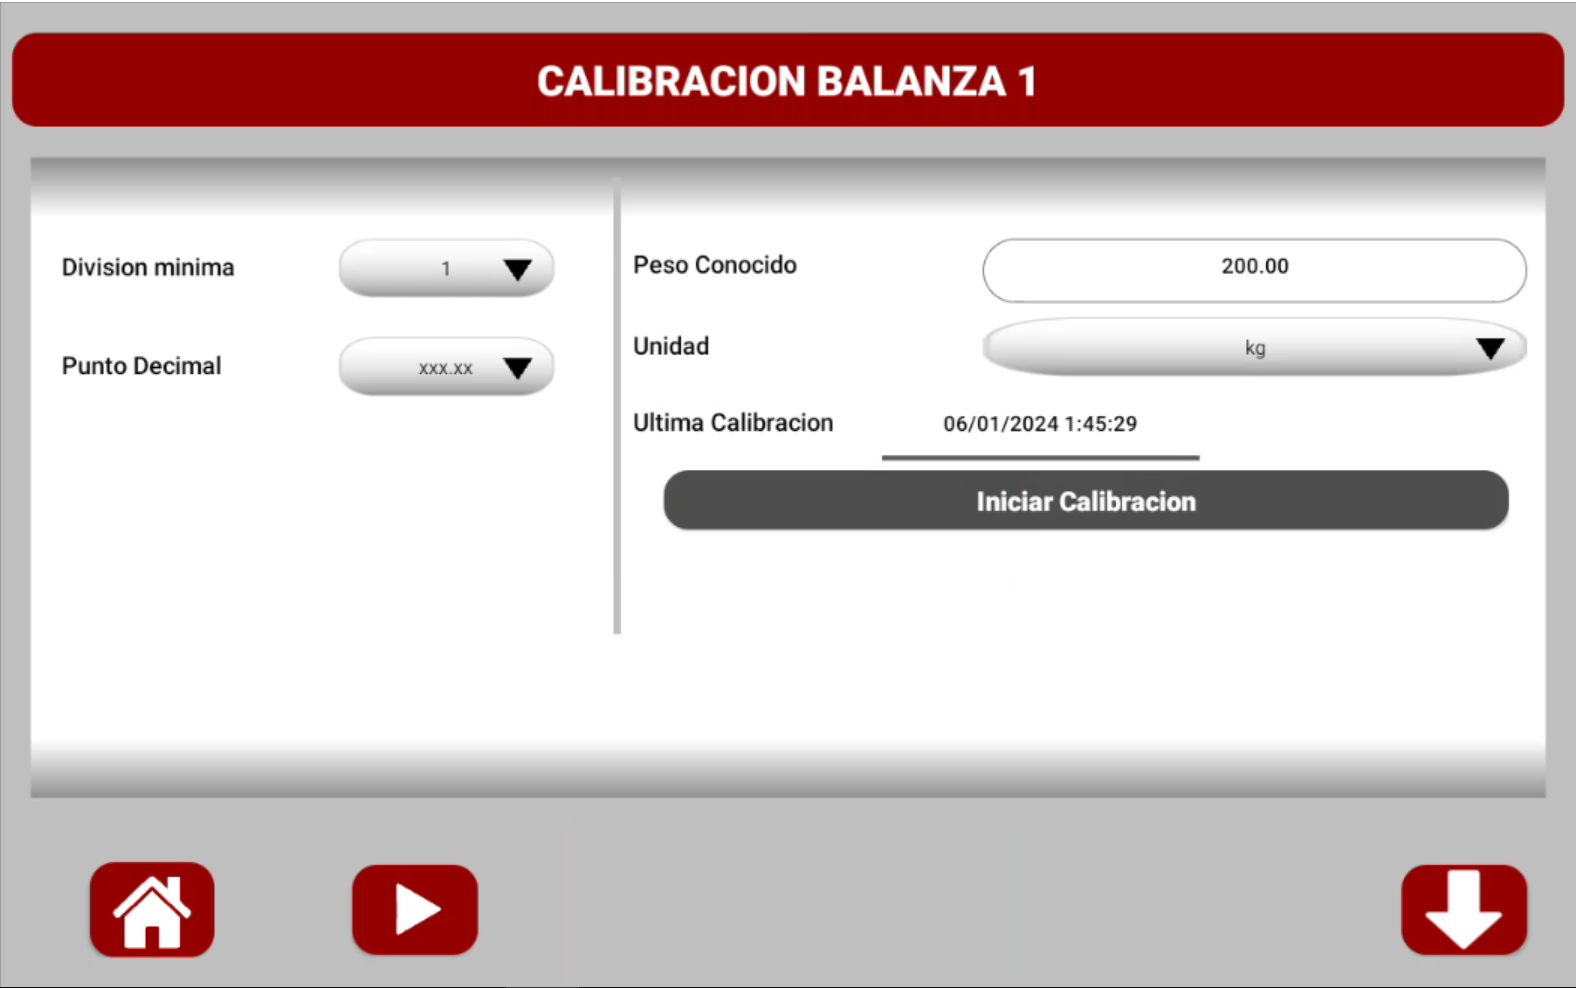 CALIBRACION BALANZA 1
Division minima
1
Punto Decimal
xxx.xx
Peso Conocido
200.00
Unidad
kg
Ultima Calibracion
06/01/2024 1:45:29
Iniciar Calibracion